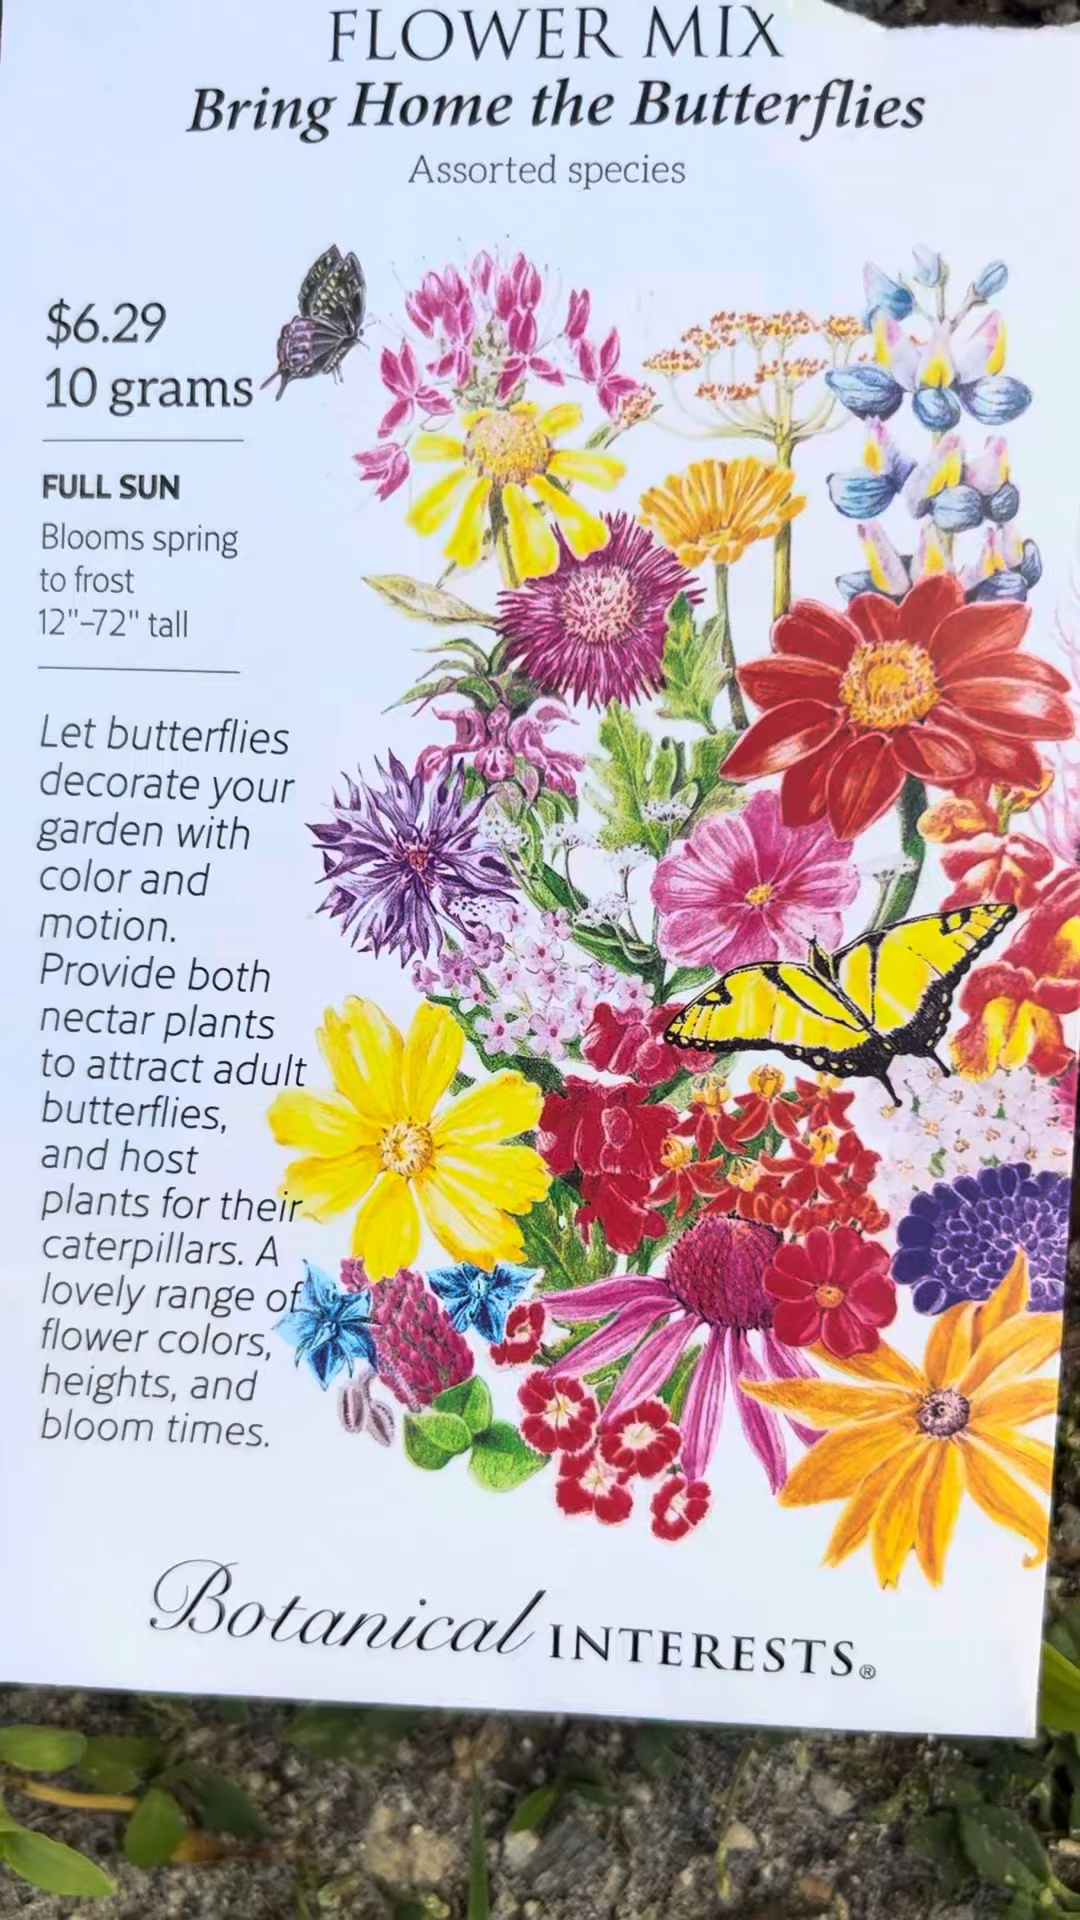 FLOWER MIX
Bring Home the Butterflies
Assorted species
$6.29
10 grams
FULL SUN
Blooms spring
to frost
12"–72" tall
Let butterflies
decorate your
garden with
color and
motion.
Provide both
nectar plants
to attract adult
butterflies,
and host
plants for their
caterpillars. A
lovely range of
flower colors,
heights, and
bloom times.
Botanical INTERESTS®